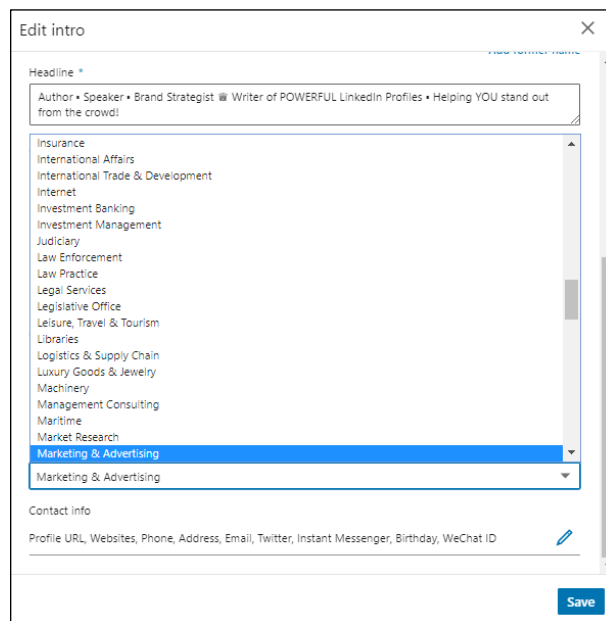 Edit intro
Add former name
Headline *
Author • Speaker • Brand Strategist ♕ Writer of POWERFUL LinkedIn Profiles • Helping YOU stand out
from the crowd!
Insurance
International Affairs
International Trade & Development
Internet
Investment Banking
Investment Management
Judiciary
Law Enforcement
Law Practice
Legal Services
Legislative Office
Leisure, Travel & Tourism
Libraries
Logistics & Supply Chain
Luxury Goods & Jewelry
Machinery
Management Consulting
Maritime
Market Research
Marketing & Advertising
Marketing & Advertising
Contact info
Profile URL, Websites, Phone, Address, Email, Twitter, Instant Messenger, Birthday, WeChat ID
Save